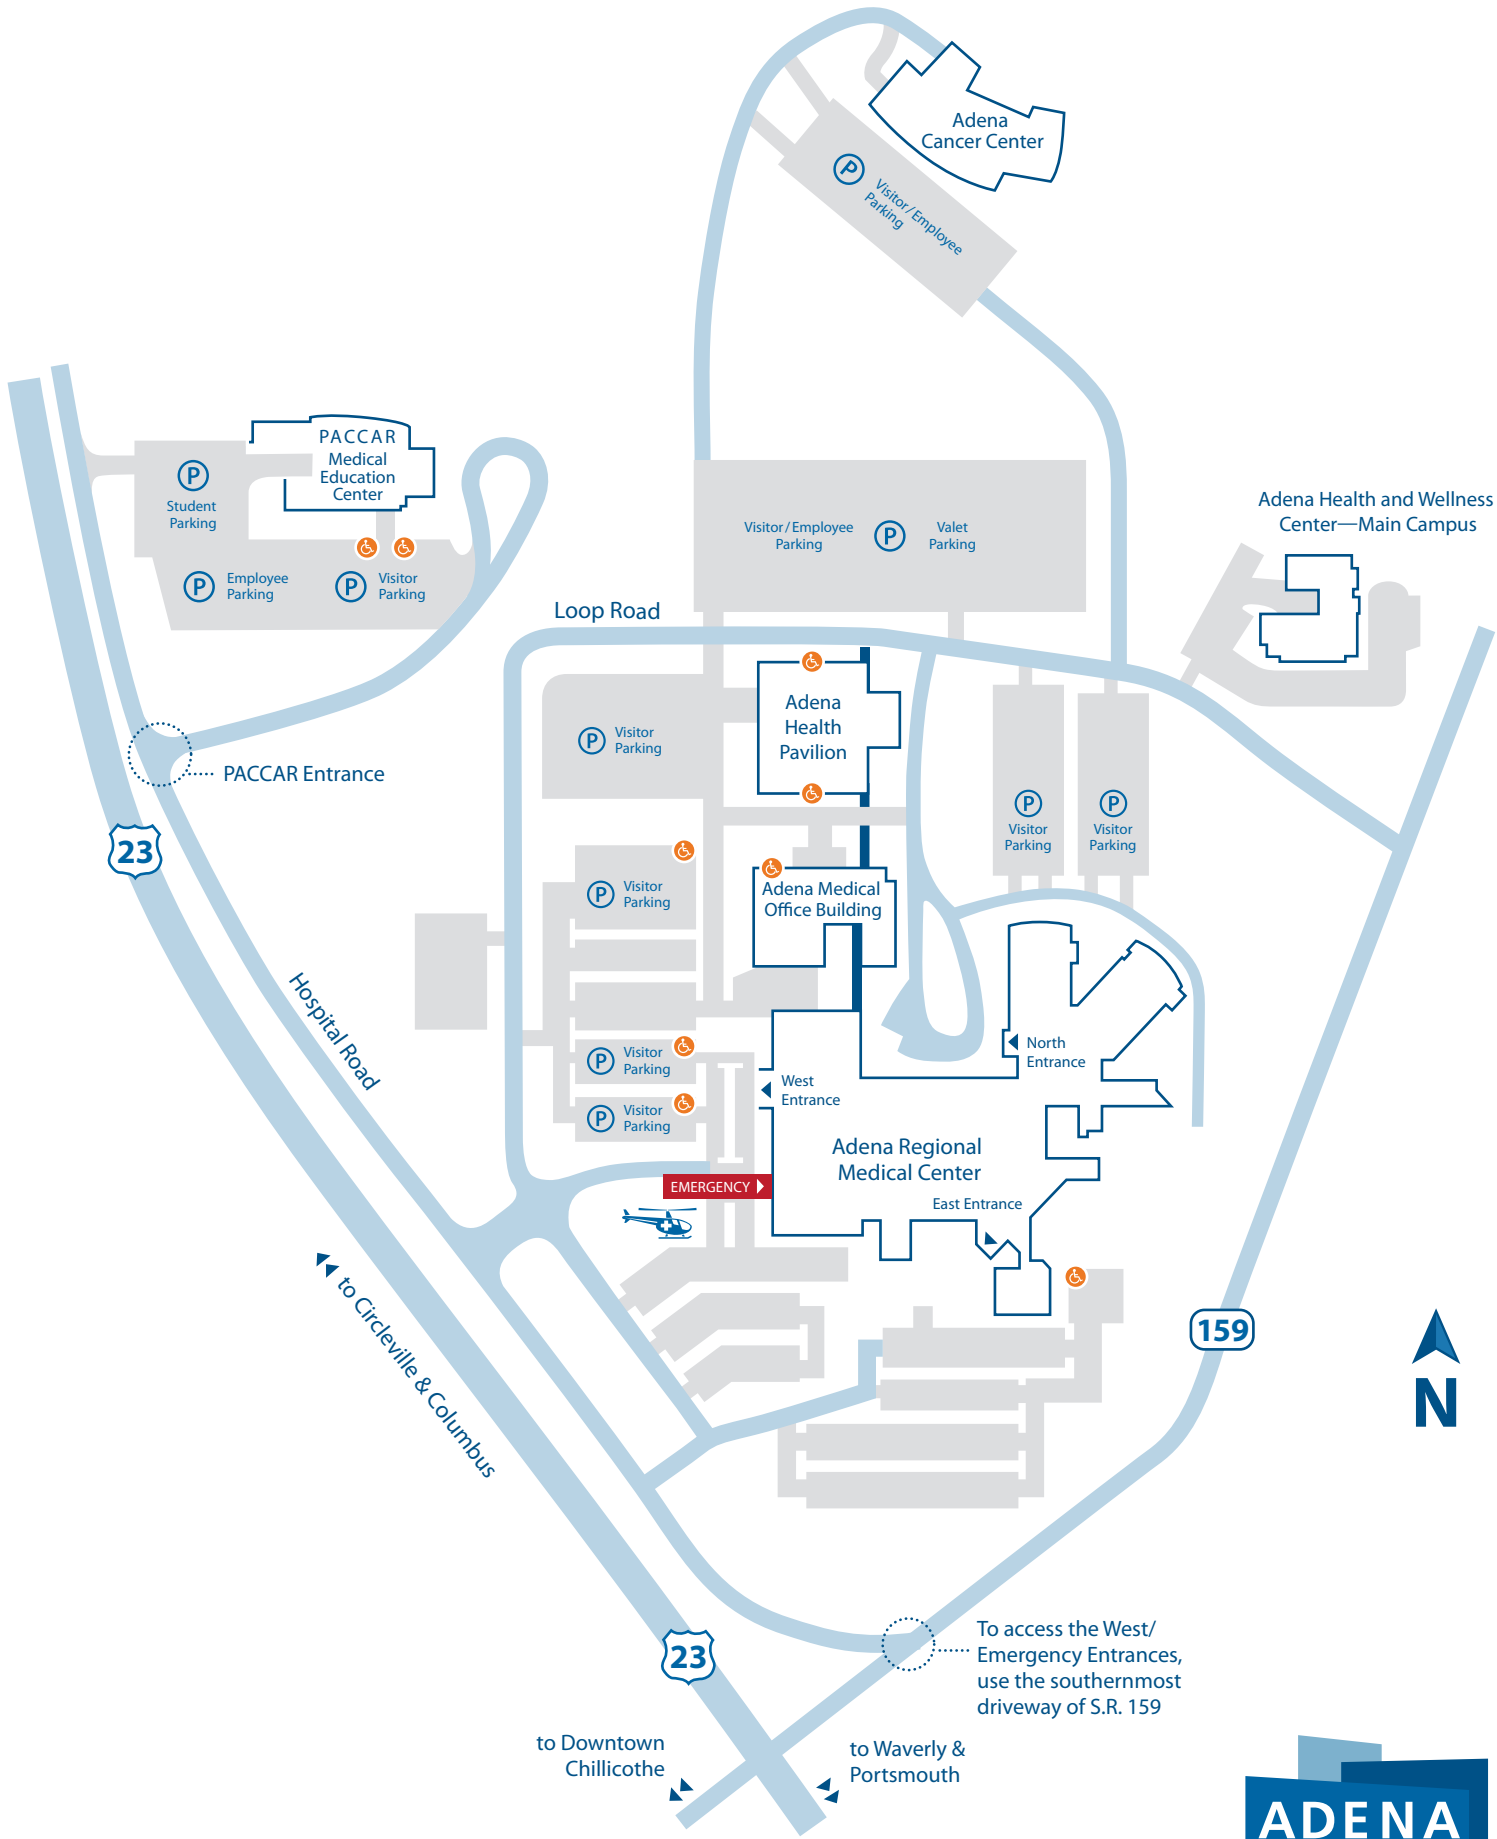 Adena
Cancer Center
P
Visitor / Employee
Parking
PACCAR
Medical
Education
Center
P
Student
Parking
P
Employee
Parking
P
Visitor
Parking
Visitor / Employee
Parking
P
Valet
Parking
Adena Health and Wellness
Center—Main Campus
Loop Road
Adena
Health
Pavilion
P
Visitor
Parking
PACCAR Entrance
P
Visitor
Parking
P
Visitor
Parking
23
P
Visitor
Parking
Adena Medical
Office Building
Hospital Road
North
Entrance
P
Visitor
Parking
West
Entrance
P
Visitor
Parking
Adena Regional
Medical Center
EMERGENCY
East Entrance
to Circleville & Columbus
159
N
23
To access the West/
Emergency Entrances,
use the southernmost
driveway of S.R. 159
to Downtown
Chillicothe
to Waverly &
Portsmouth
ADENA